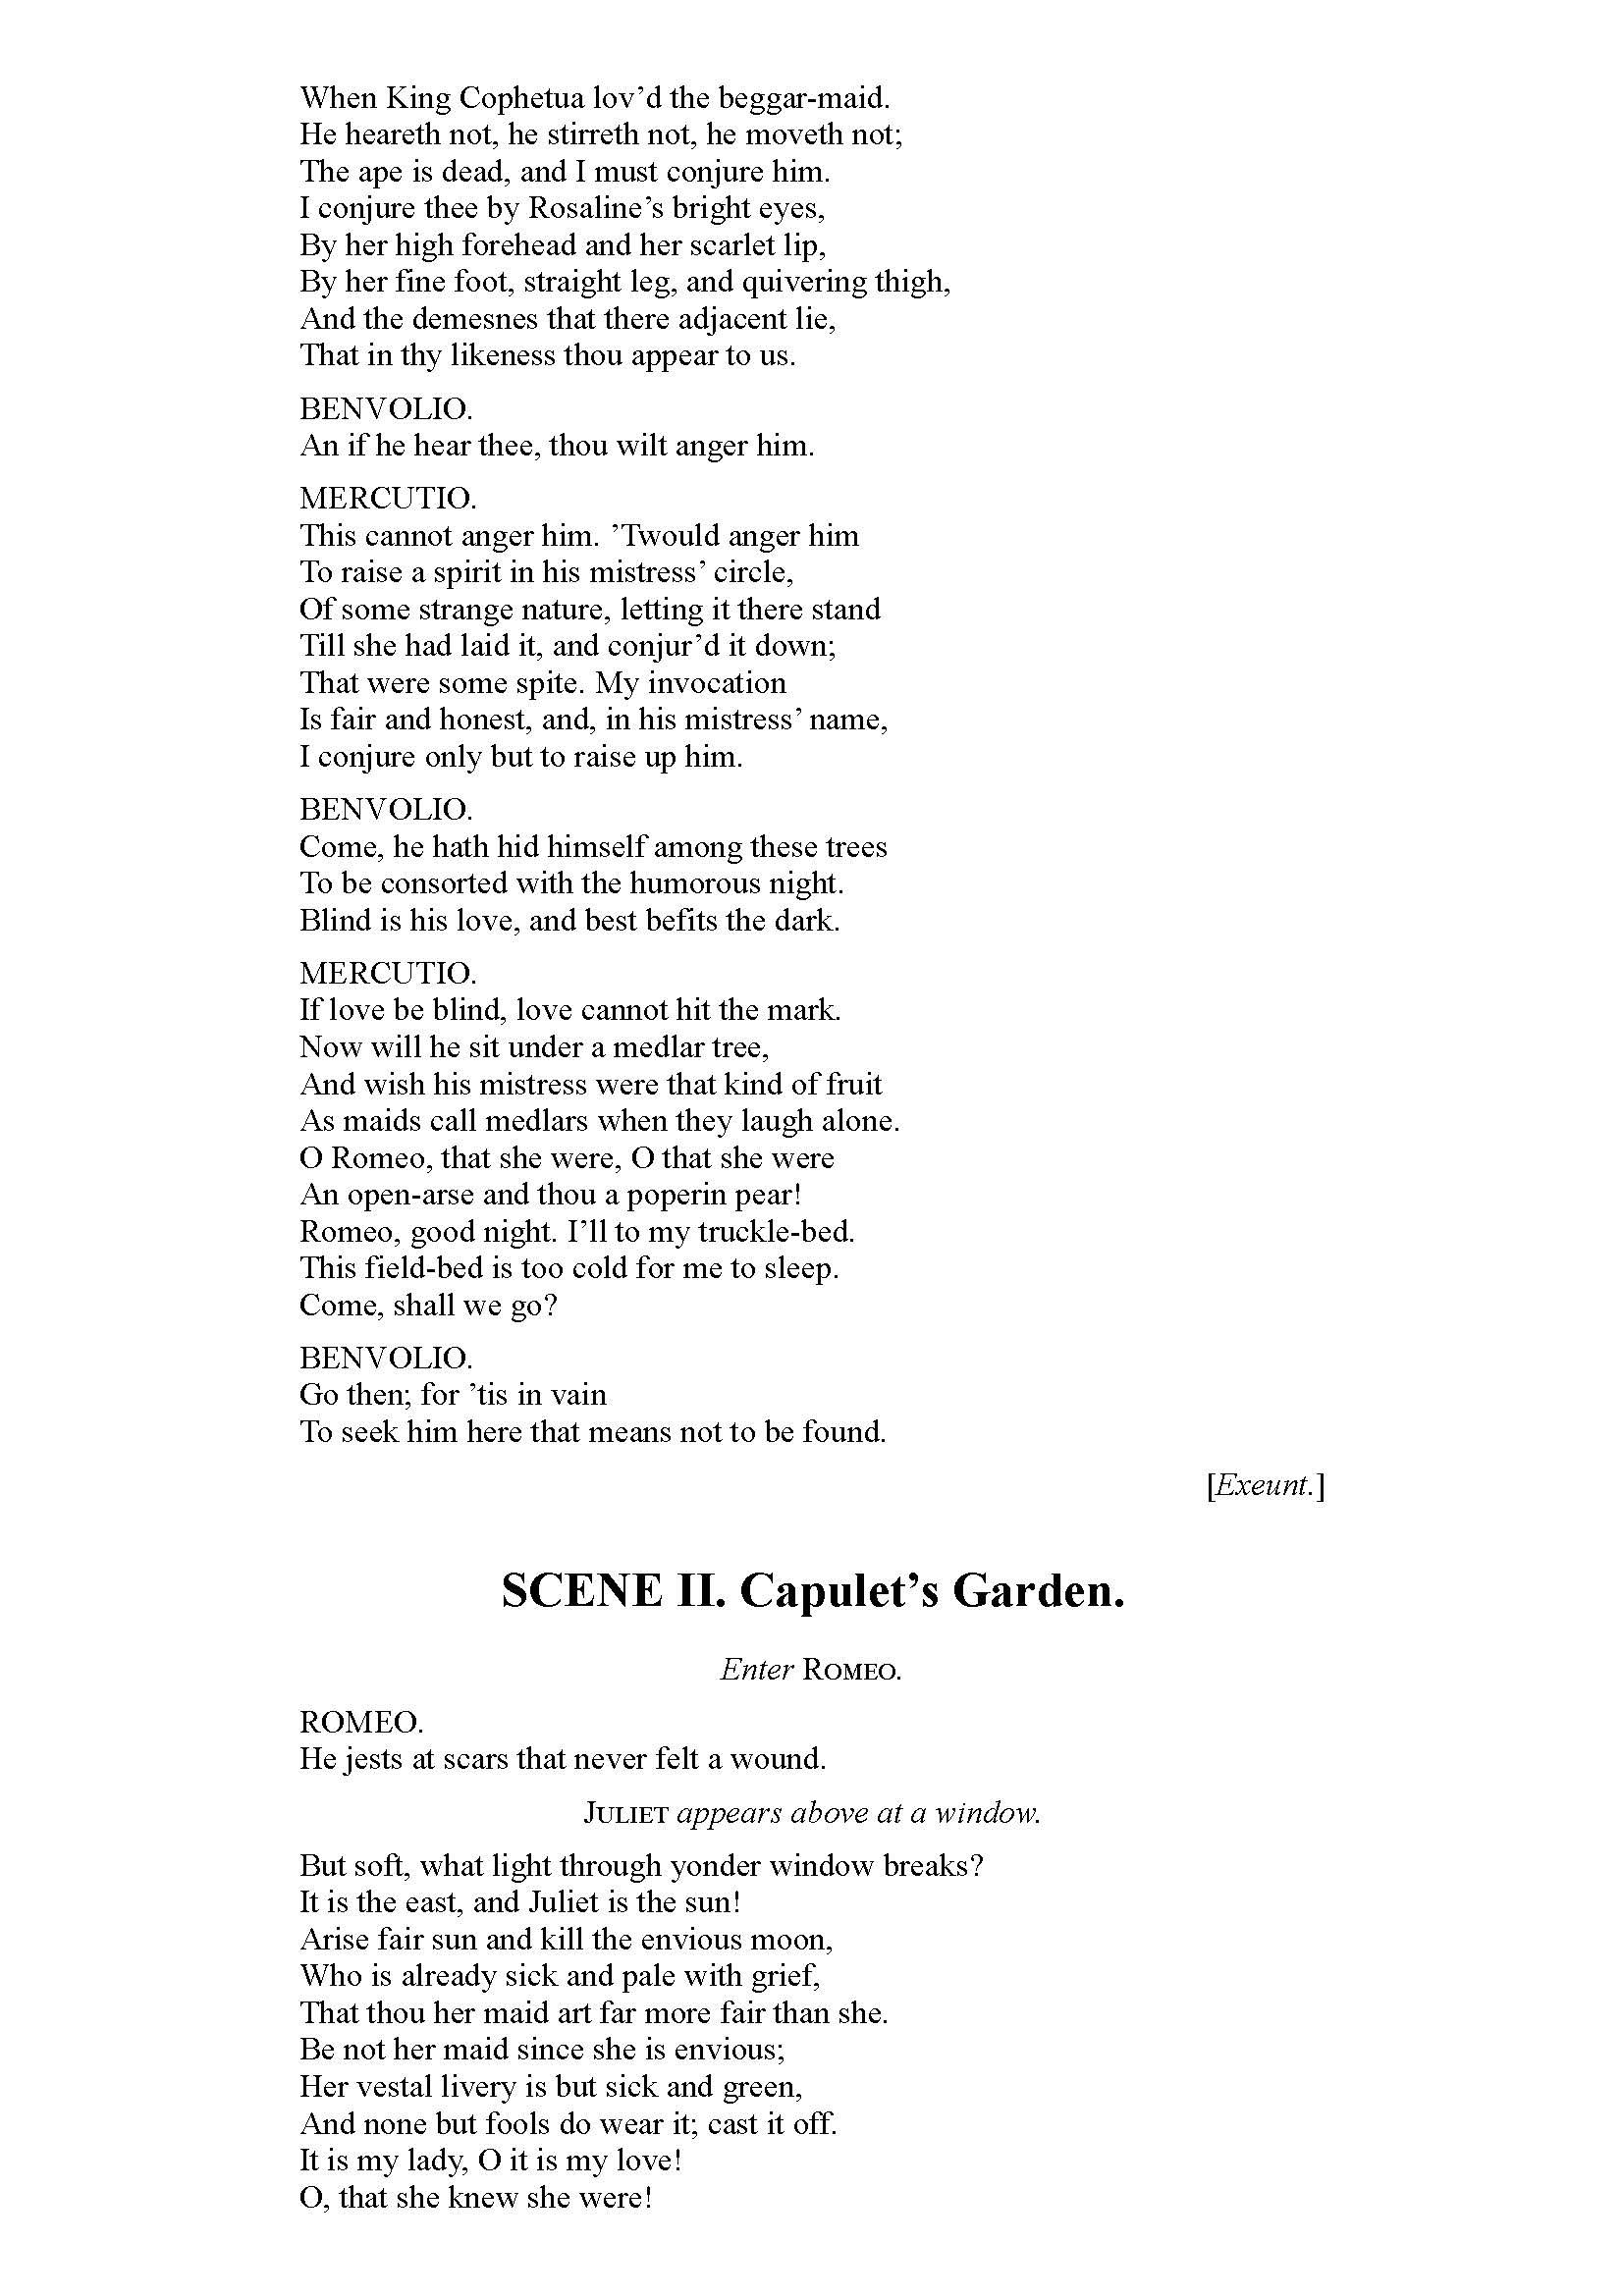 When King Cophetua lov’d the beggar-maid.
He heareth not, he stirreth not, he moveth not;
The ape is dead, and I must conjure him.
I conjure thee by Rosaline’s bright eyes,
By her high forehead and her scarlet lip,
By her fine foot, straight leg, and quivering thigh,
And the demesnes that there adjacent lie,
That in thy likeness thou appear to us.
BENVOLIO.
An if he hear thee, thou wilt anger him.
MERCUTIO.
This cannot anger him. ’Twould anger him
To raise a spirit in his mistress’ circle,
Of some strange nature, letting it there stand
Till she had laid it, and conjur’d it down;
That were some spite. My invocation
Is fair and honest, and, in his mistress’ name,
I conjure only but to raise up him.
BENVOLIO.
Come, he hath hid himself among these trees
To be consorted with the humorous night.
Blind is his love, and best befits the dark.
MERCUTIO.
If love be blind, love cannot hit the mark.
Now will he sit under a medlar tree,
And wish his mistress were that kind of fruit
As maids call medlars when they laugh alone.
O Romeo, that she were, O that she were
An open-arse and thou a poperin pear!
Romeo, good night. I’ll to my truckle-bed.
This field-bed is too cold for me to sleep.
Come, shall we go?
BENVOLIO.
Go then; for ’tis in vain
To seek him here that means not to be found.
[Exeunt.]
SCENE II. Capulet’s Garden.
Enter ROMEO.
ROMEO.
He jests at scars that never felt a wound.
JULIET appears above at a window.
But soft, what light through yonder window breaks?
It is the east, and Juliet is the sun!
Arise fair sun and kill the envious moon,
Who is already sick and pale with grief,
That thou her maid art far more fair than she.
Be not her maid since she is envious;
Her vestal livery is but sick and green,
And none but fools do wear it; cast it off.
It is my lady, O it is my love!
O, that she knew she were!